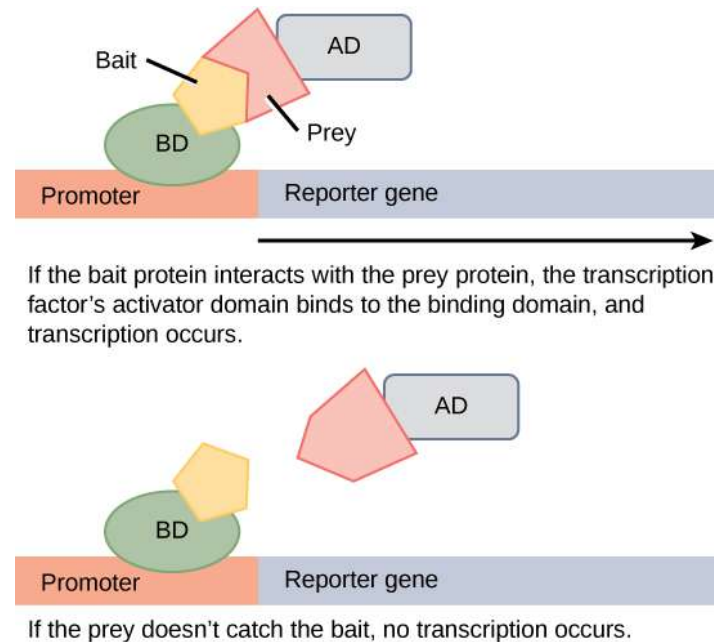 AD
Bait
Prey
BD
Promoter
Reporter gene
If the bait protein interacts with the prey protein, the transcription
factor’s activator domain binds to the binding domain, and
transcription occurs.
AD
BD
Promoter
Reporter gene
If the prey doesn’t catch the bait, no transcription occurs.